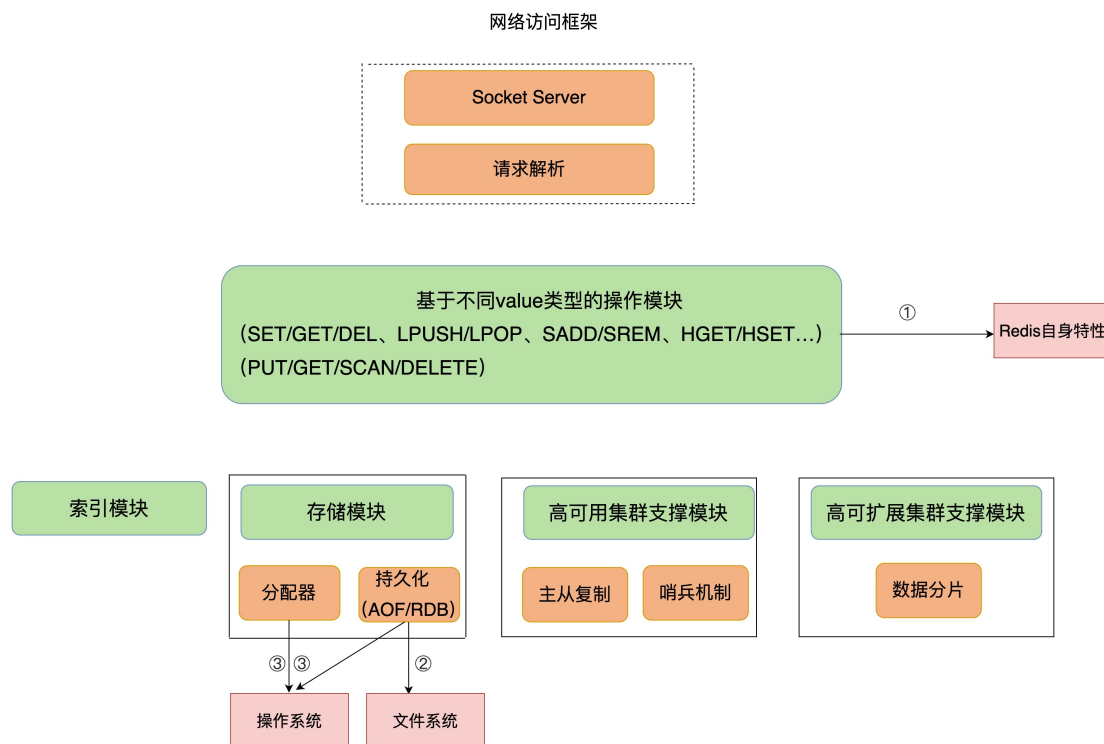 网络访问框架
Socket Server
请求解析
基于不同value类型的操作模块
（SET/GET/DEL、LPUSH/LPOP、SADD/SREM、HGET/HSET…）
（PUT/GET/SCAN/DELETE）
①
Redis自身特性
索引模块
存储模块
高可用集群支撑模块
高可扩展集群支撑模块
分配器
持久化
（AOF/RDB）
主从复制
哨兵机制
数据分片
③
③
②
操作系统
文件系统